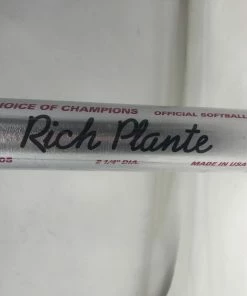 CHOICE OF CHAMPIONS OFFICIAL SOFTBALL
Rich Plante
2 1/4" DIA. MADE IN USA